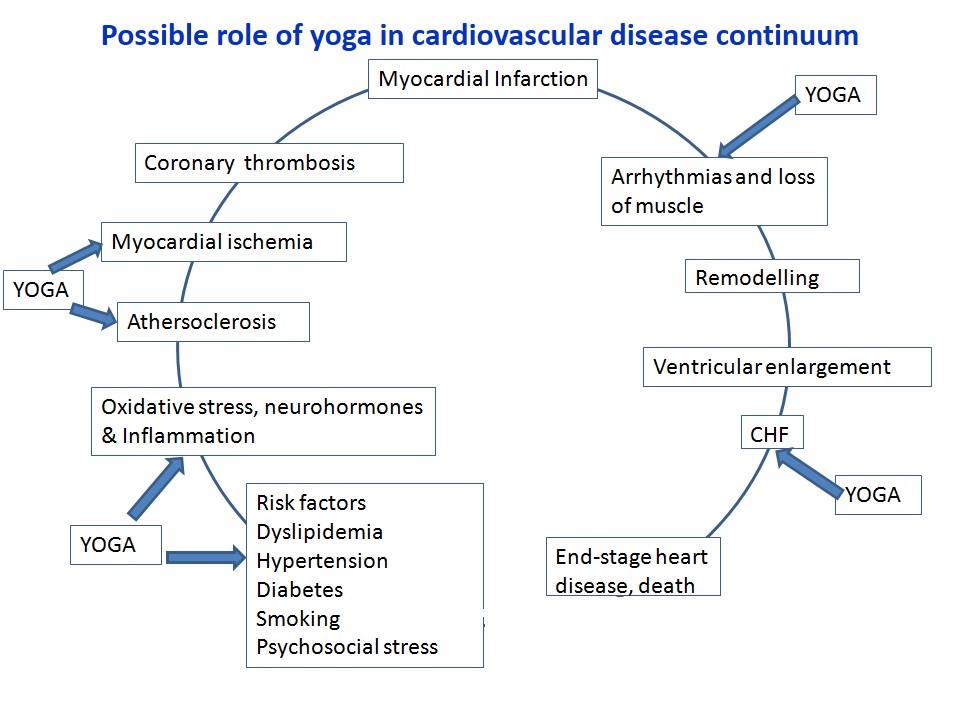 Possible role of yoga in cardiovascular disease continuum
Myocardial Infarction
YOGA
Coronary thrombosis
Arrhythmias and loss
of muscle
Myocardial ischemia
Remodelling
YOGA
Athersoclerosis
Ventricular enlargement
Oxidative stress, neurohormones
& Inflammation
CHF
YOGA
Risk factors
Dyslipidemia
Hypertension
Diabetes
Smoking
Psychosocial stress
YOGA
End-stage heart
disease, death